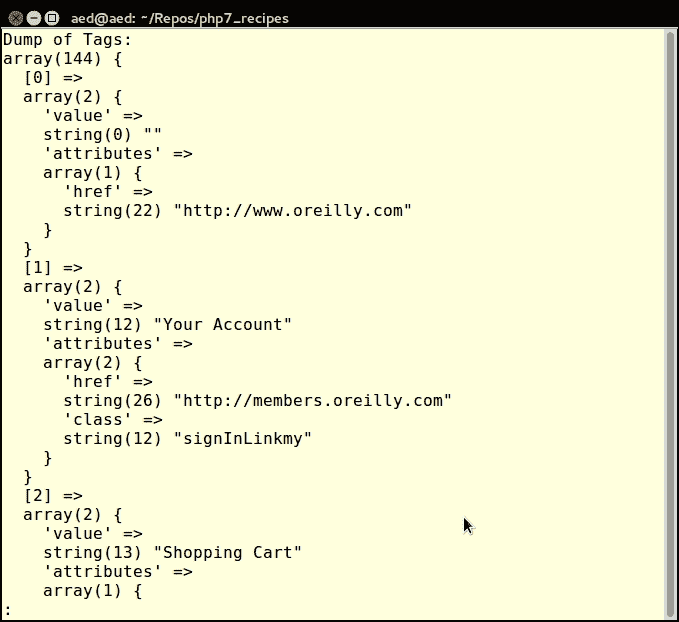 aed@aed: ~/Repos/php7_recipes
Dump of Tags:
array(144) {
  [0] =>
  array(2) {
    'value' =>
    string(0) ""
    'attributes' =>
    array(1) {
      'href' =>
      string(22) "http://www.oreilly.com"
    }
  }
  [1] =>
  array(2) {
    'value' =>
    string(12) "Your Account"
    'attributes' =>
    array(2) {
      'href' =>
      string(26) "http://members.oreilly.com"
      'class' =>
      string(12) "signInLinkmy"
    }
  }
  [2] =>
  array(2) {
    'value' =>
    string(13) "Shopping Cart"
    'attributes' =>
    array(1) {
: